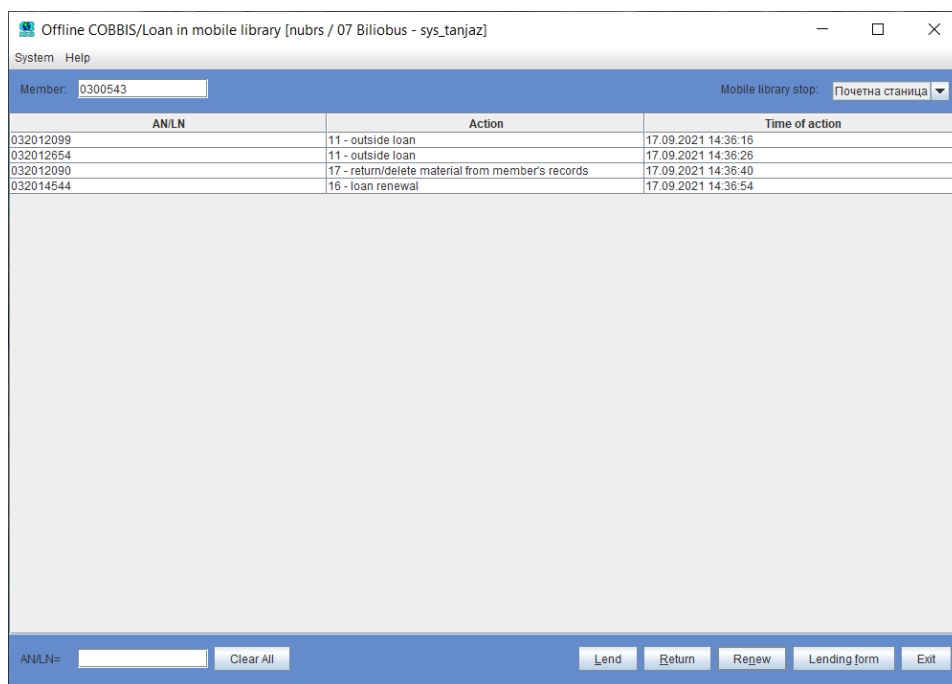 Offline COBBIS/Loan in mobile library [nubrs / 07 Biliobus - sys_tanjaz]
System Help
Member: 0300543 Mobile library stop: Почетна станица
AN/LN Action Time of action
032012099 11 - outside loan 17.09.2021 14:36:16
032012654 11 - outside loan 17.09.2021 14:36:26
032012090 17 - return/delete material from member's records 17.09.2021 14:36:40
032014544 16 - loan renewal 17.09.2021 14:36:54
AN/LN= Clear All Lend Return Renew Lending form Exit